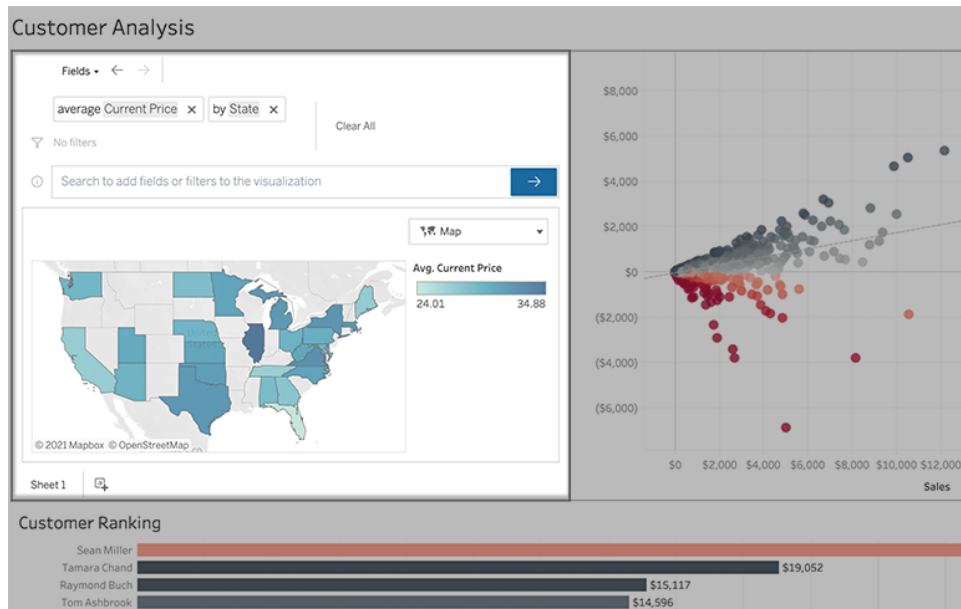 Customer Analysis
Fields
average Current Price ×
by State ×
Clear All
No filters
Search to add fields or filters to the visualization
Map
Avg. Current Price
24.01 34.88
United
States
© 2021 Mapbox © OpenStreetMap
Sheet 1
$8,000
$6,000
$4,000
$2,000
$0
($2,000)
($4,000)
($6,000)
$0 $2,000 $4,000 $6,000 $8,000 $10,000 $12,000
Sales
Customer Ranking
Sean Miller
Tamara Chand $19,052
Raymond Buch $15,117
Tom Ashbrook $14,596